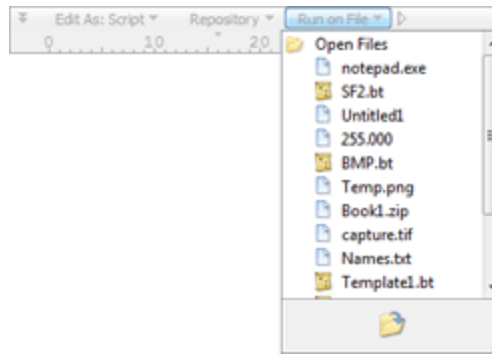 Edit As: Script Repository Run on File
0 10 20
Open Files
notepad.exe
SF2.bt
Untitled1
255.000
BMP.bt
Temp.png
Book1.zip
capture.tif
Names.txt
Template1.bt